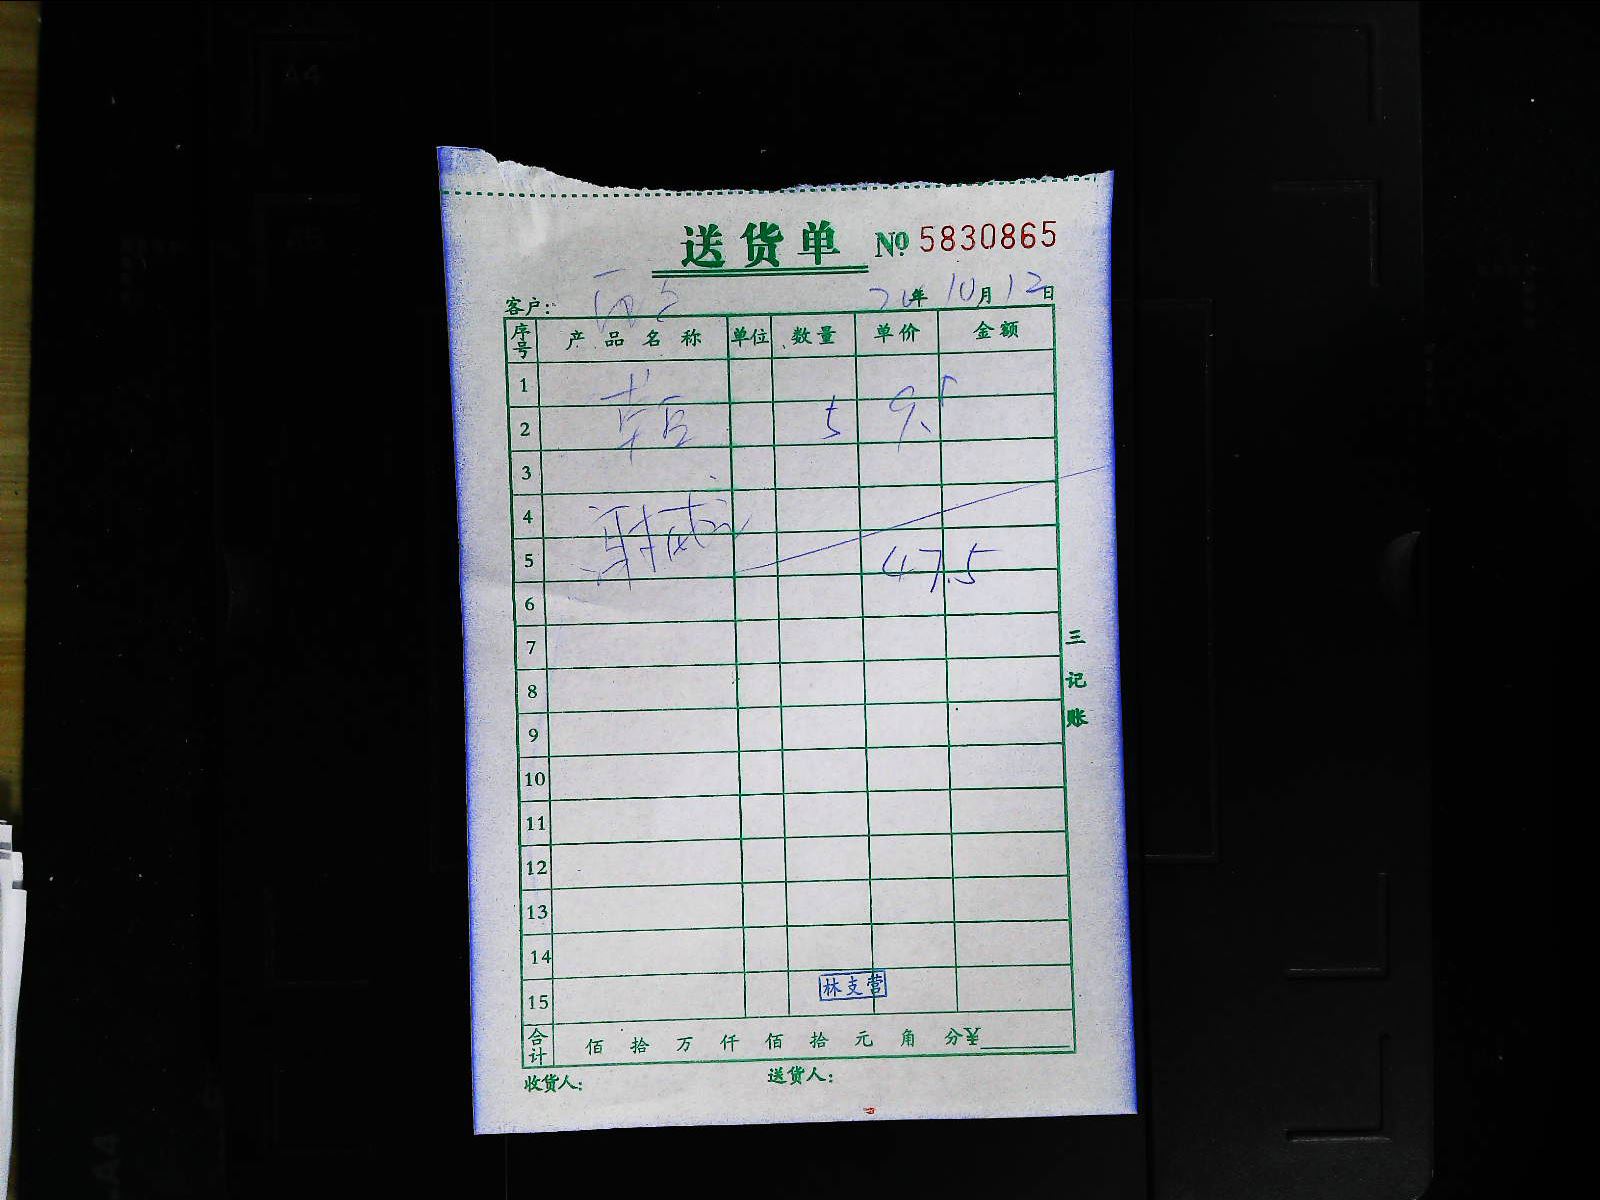 送货单 № 5830865
客户: 年10月12日
序号 产品名称 单位 数量 单价 金额
1
2 5 9.5
3
4
5 47.5
6
7
8
9
10
11
12
13
14
15
林支营
合计 佰 拾 万 仟 佰 拾 元 角 分¥
收货人: 送货人:
三记账
A4
A5
A4